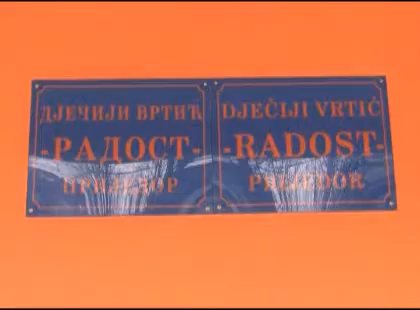 ДЈЕЧИЈИ ВРТИЋ
-РАДОСТ-
ПРИЈЕДОР
DJEČIJI VRTIĆ
-RADOST-
PRIJEDOR